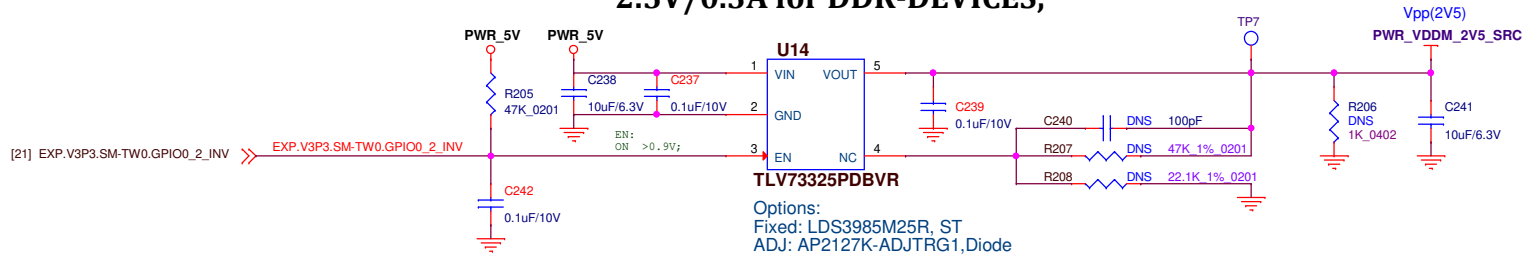 2.5V/0.3A for DDR-DEVICES;
Vpp(2V5)
TP7
PWR_5V
PWR_5V
PWR_VDDM_2V5_SRC
U14
1
VIN
VOUT
5
R205
47K_0201
C238
10uF/6.3V
C237
0.1uF/10V
2
GND
C239
0.1uF/10V
C240
DNS
100pF
R206
DNS
1K_0402
C241
10uF/6.3V
EN:
ON >0.9V;
[21] EXP.V3P3.SM-TW0.GPIO0_2_INV
EXP.V3P3.SM-TW0.GPIO0_2_INV
3
EN
NC
4
R207
DNS
47K_1%_0201
TLV73325PDBVR
R208
DNS
22.1K_1%_0201
C242
0.1uF/10V
Options:
Fixed: LDS3985M25R, ST
ADJ: AP2127K-ADJTRG1,Diode